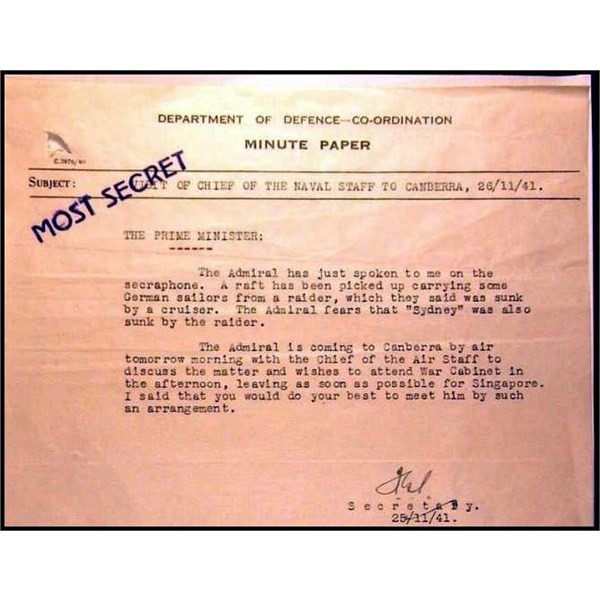 DEPARTMENT OF DEFENCE—CO-ORDINATION
MINUTE PAPER
C.7876/40
MOST SECRET
SUBJECT: VISIT OF CHIEF OF THE NAVAL STAFF TO CANBERRA, 26/11/41.
THE PRIME MINISTER:
The Admiral has just spoken to me on the
secraphone. A raft has been picked up carrying some
German sailors from a raider, which they said was sunk
by a cruiser. The Admiral fears that "Sydney" was also
sunk by the raider.
The Admiral is coming to Canberra by air
tomorrow morning with the Chief of the Air Staff to
discuss the matter and wishes to attend War Cabinet in
the afternoon, leaving as soon as possible for Singapore.
I said that you would do your best to meet him by such
an arrangement.
Secretary.
25/11/41.